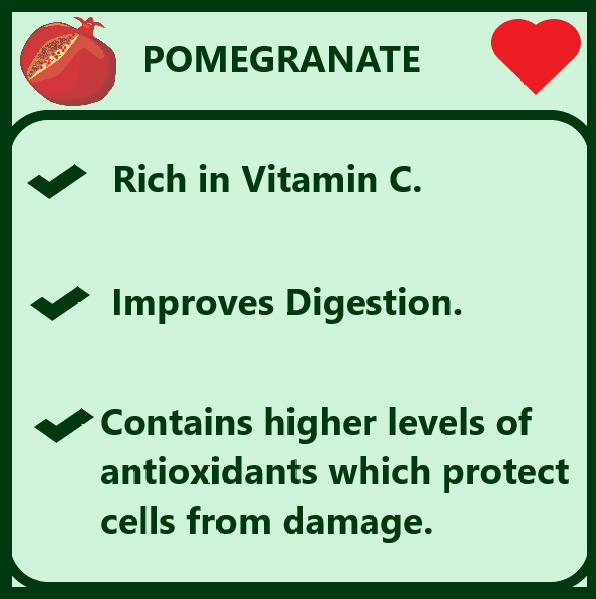 POMEGRANATE
Rich in Vitamin C.
Improves Digestion.
Contains higher levels of
antioxidants which protect
cells from damage.